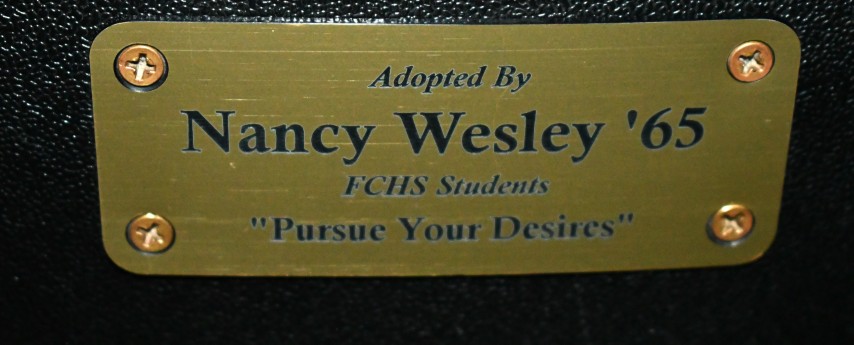 Adopted By
Nancy Wesley '65
FCHS Students
"Pursue Your Desires"